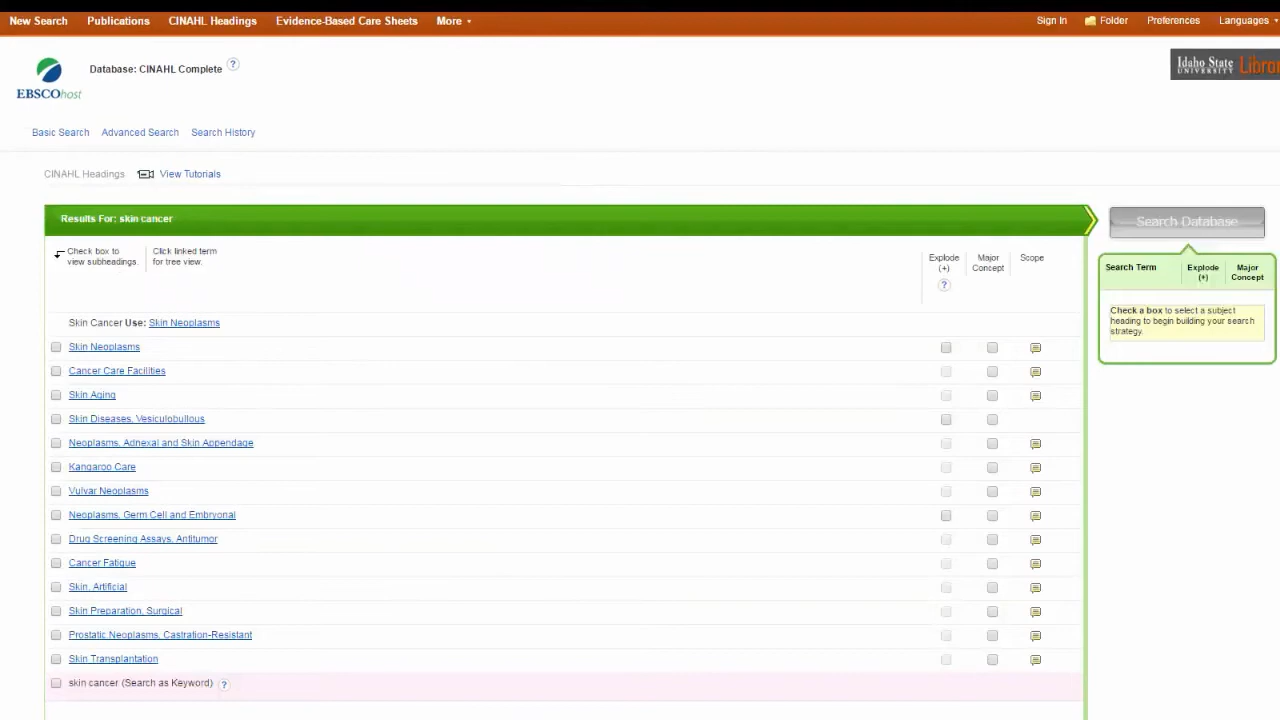 New Search Publications CINAHL Headings Evidence-Based Care Sheets More Sign In Folder Preferences Languages
Database: CINAHL Complete ?
EBSCOhost
Idaho State
UNIVERSITY
Basic Search Advanced Search Search History
CINAHL Headings View Tutorials
Results For: skin cancer
Search Database
Check box to
view subheadings.
Click linked term
for tree view.
Explode
(+)
?
Major
Concept
Scope
Search Term
Explode
(+)
Major
Concept
Check a box to select a subject
heading to begin building your search
strategy.
Skin Cancer Use: Skin Neoplasms
Skin Neoplasms
Cancer Care Facilities
Skin Aging
Skin Diseases, Vesiculobullous
Neoplasms, Adnexal and Skin Appendage
Kangaroo Care
Vulvar Neoplasms
Neoplasms, Germ Cell and Embryonal
Drug Screening Assays, Antitumor
Cancer Fatigue
Skin, Artificial
Skin Preparation, Surgical
Prostatic Neoplasms, Castration-Resistant
Skin Transplantation
skin cancer (Search as Keyword) ?